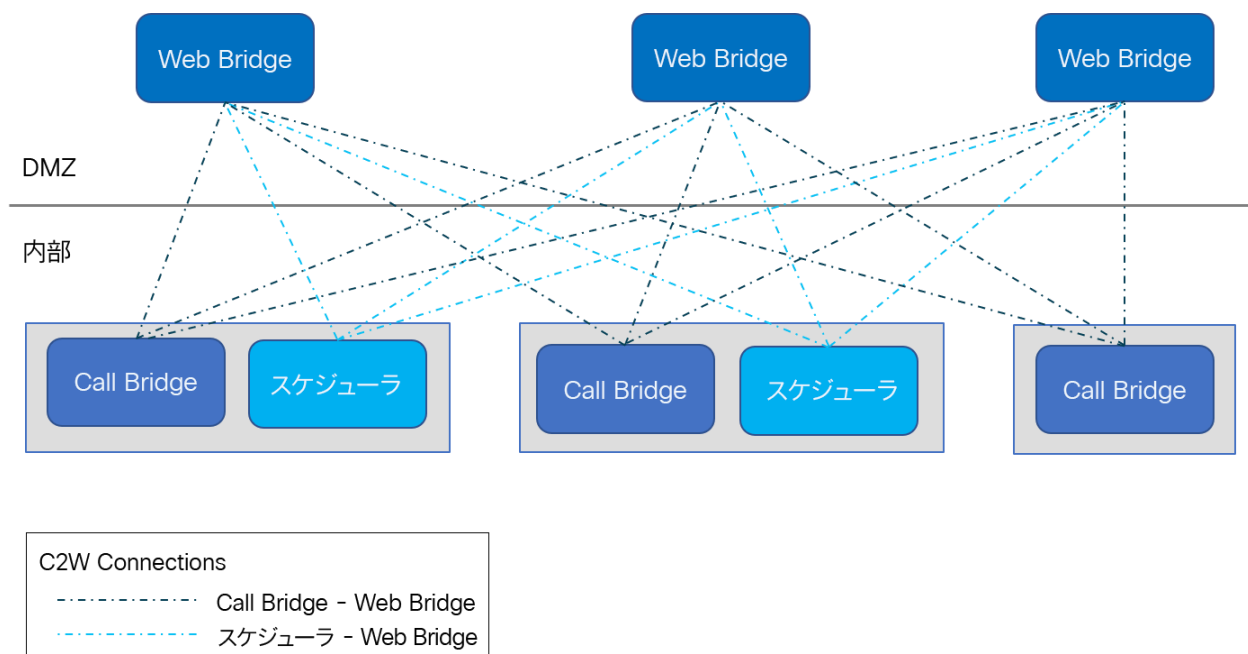 Web Bridge
Web Bridge
Web Bridge
DMZ
内部
Call Bridge
スケジューラ
Call Bridge
スケジューラ
Call Bridge
C2W Connections
Call Bridge - Web Bridge
スケジューラ - Web Bridge